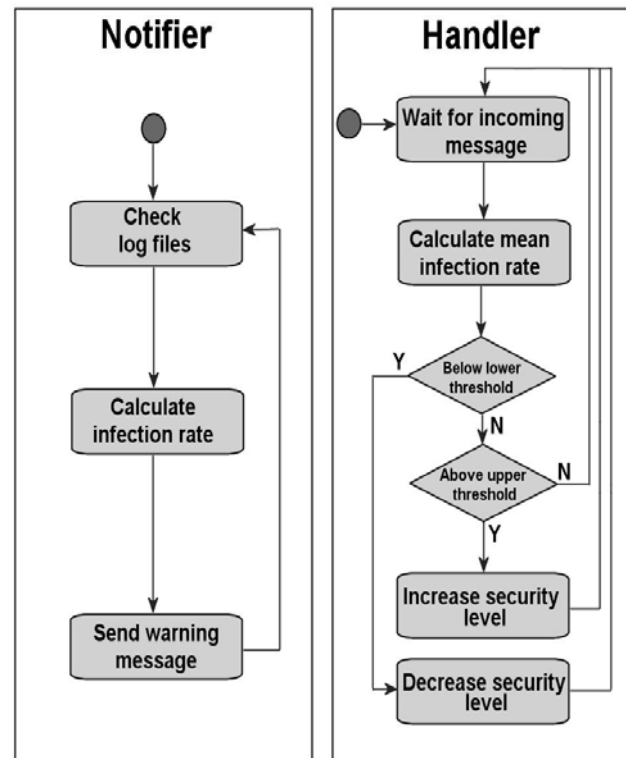 Notifier
Check
log files
Calculate
infection rate
Send warning
message
Handler
Wait for incoming
message
Calculate mean
infection rate
Y
Below lower
threshold
N
Above upper
threshold
N
Y
Increase security
level
Decrease security
level